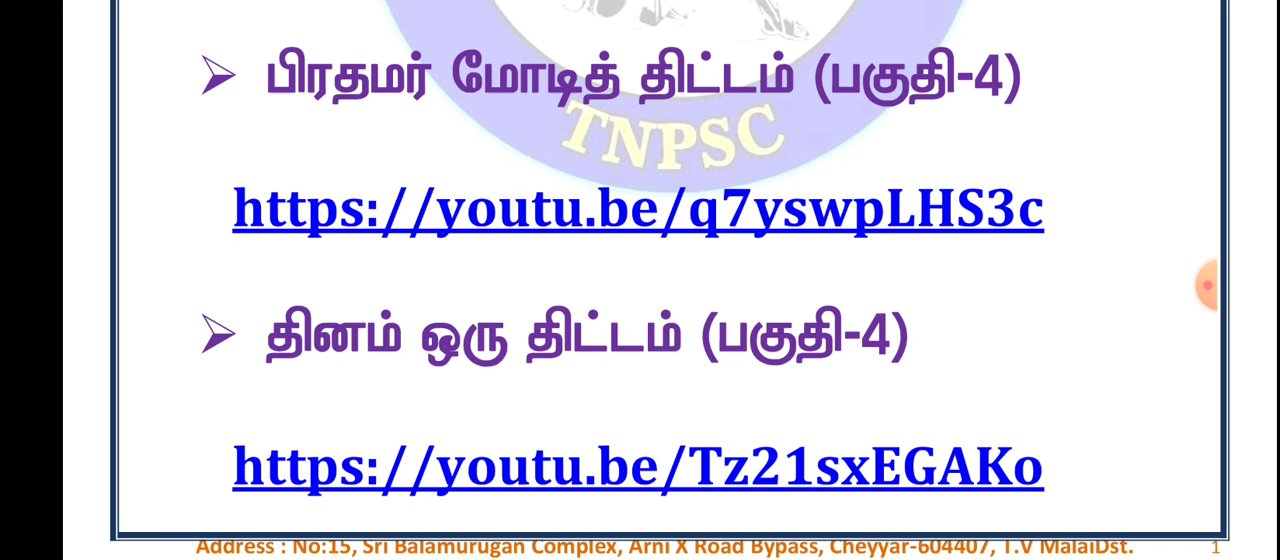 ➢ பிரதமர் மோடித் திட்டம் (பகுதி-4)
TNPSC
https://youtu.be/q7yswpLHS3c
➢ தினம் ஒரு திட்டம் (பகுதி-4)
https://youtu.be/Tz21sxEGAKo
Address : No:15, Sri Balamurugan Complex, Arni X Road Bypass, Cheyyar-604407, T.V MalaiDst. 1